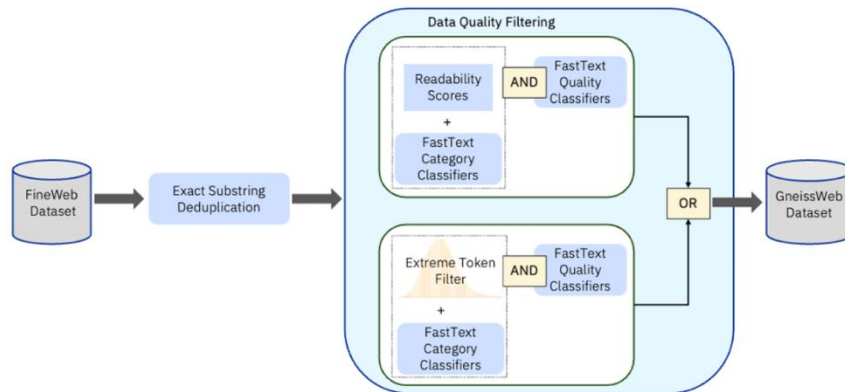 Data Quality Filtering
Readability
Scores
+
FastText
Category
Classifiers
AND
FastText
Quality
Classifiers
FineWeb
Dataset
Exact Substring
Deduplication
OR
GneissWeb
Dataset
Extreme Token
Filter
+
FastText
Category
Classifiers
AND
FastText
Quality
Classifiers